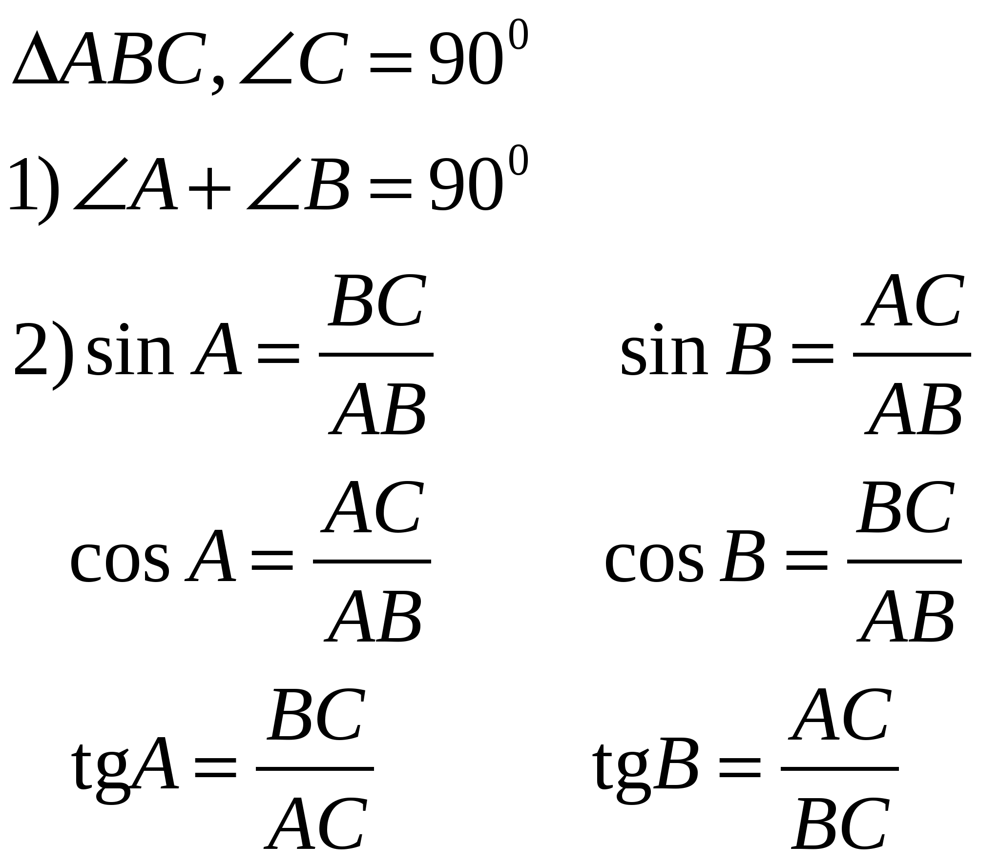 ΔABC, ∠C = 90⁰
1) ∠A + ∠B = 90⁰
2) sin A = BC/AB    sin B = AC/AB
cos A = AC/AB    cos B = BC/AB
tgA = BC/AC    tgB = AC/BC